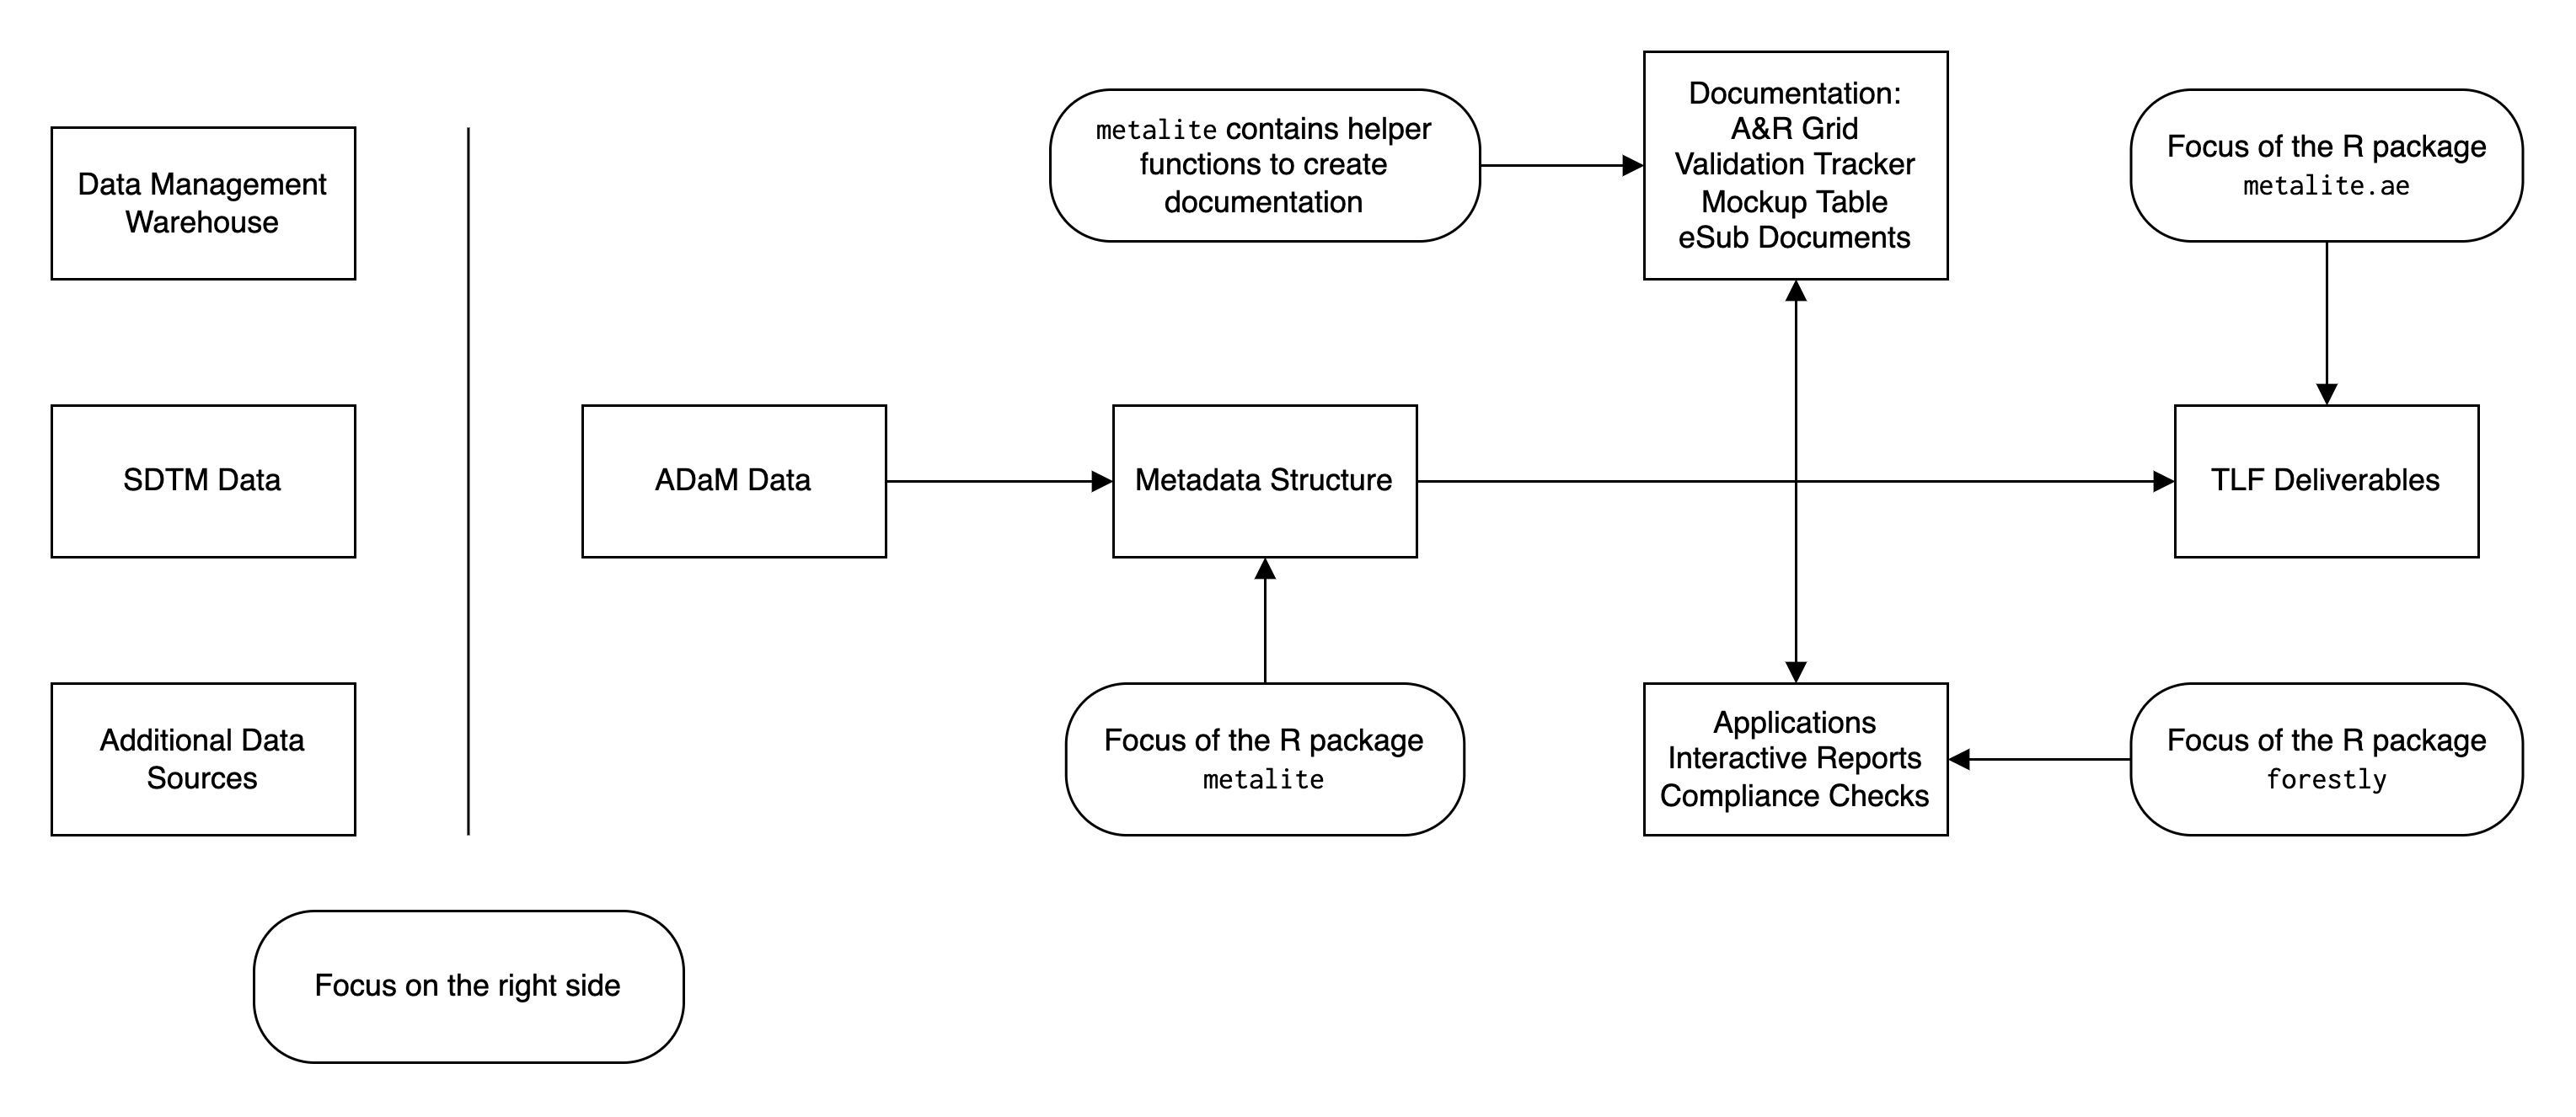 Data Management
Warehouse
SDTM Data
Additional Data
Sources
Focus on the right side
ADaM Data
metalite contains helper
functions to create
documentation
Metadata Structure
Focus of the R package
metalite
Documentation:
A&R Grid
Validation Tracker
Mockup Table
eSub Documents
Applications
Interactive Reports
Compliance Checks
Focus of the R package
metalite.ae
TLF Deliverables
Focus of the R package
forestly